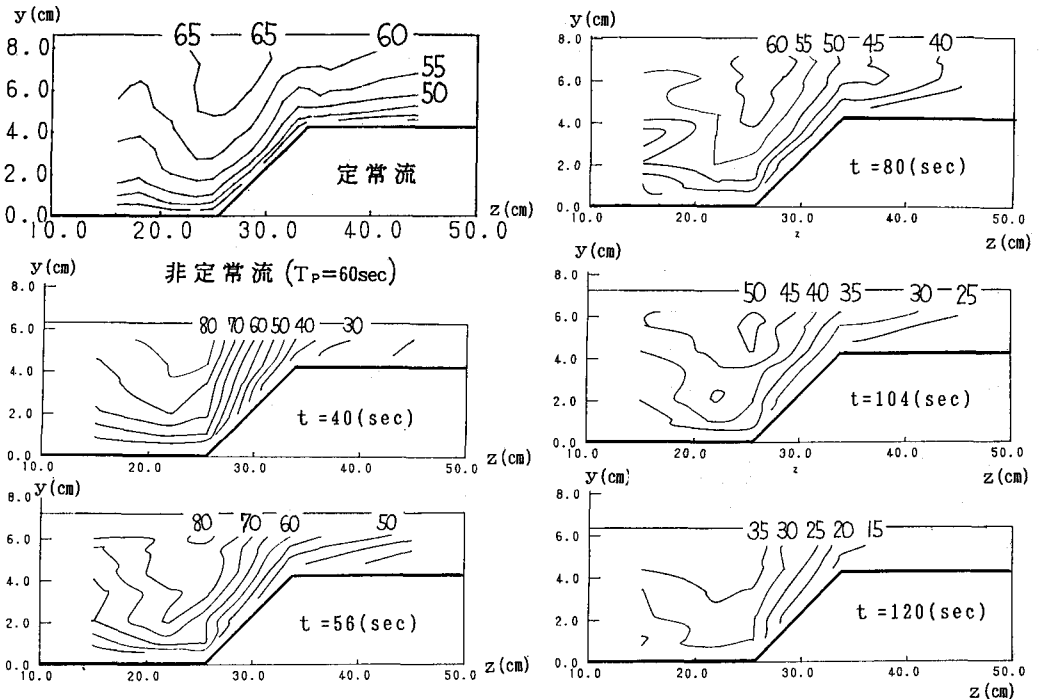 y(cm)
65 65 60
8.0
55
6.0
50
4.0
2.0
定常流
0.0
z(cm)
10.0 20.0 30.0 40.0 50.0
非定常流 (TP=60sec)
y(cm)
8.0
80 70 60 50 40 30
6.0
4.0
2.0
t =40(sec)
0.0
10.0 20.0 30.0 40.0 50.0
z(cm)
y(cm)
8.0
80 70 60 50
6.0
4.0
2.0
t =56(sec)
0.0
10.0 20.0 30.0 40.0 50.0
z(cm)
y(cm)
8.0
60 55 50 45 40
6.0
4.0
2.0
t =80(sec)
0.0
10.0 20.0 30.0 40.0 50.0
z
z(cm)
y(cm)
8.0
50 45 40 35 30 25
6.0
4.0
2.0
t=104(sec)
0.0
10.0 20.0 30.0 40.0 50.0
z
z(cm)
y(cm)
8.0
35 30 25 20 15
6.0
4.0
2.0
t=120(sec)
0.0
10.0 20.0 30.0 40.0 50.0
z(cm)